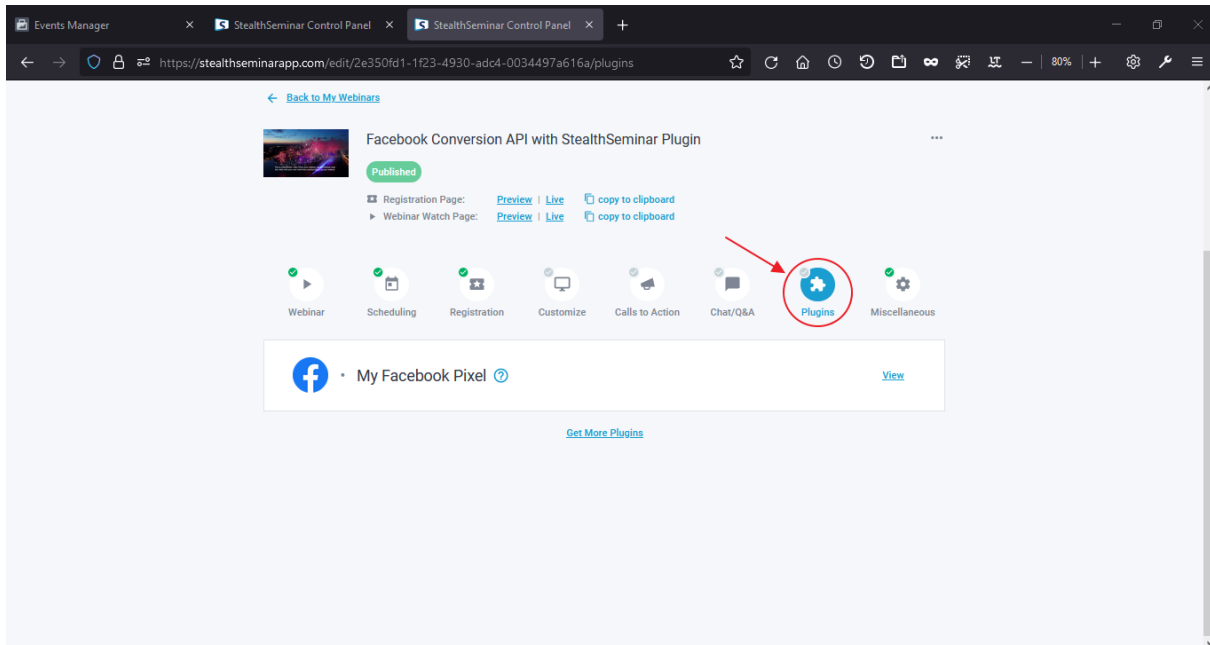 Events Manager
StealthSeminar Control Panel
StealthSeminar Control Panel
https://stealthseminarapp.com/edit/2e350fd1-1f23-4930-adc4-0034497a616a/plugins
80%
Back to My Webinars
Facebook Conversion API with StealthSeminar Plugin
Published
Registration Page: Preview | Live copy to clipboard
Webinar Watch Page: Preview | Live copy to clipboard
Webinar Scheduling Registration Customize Calls to Action Chat/Q&A Plugins Miscellaneous
My Facebook Pixel
View
Get More Plugins